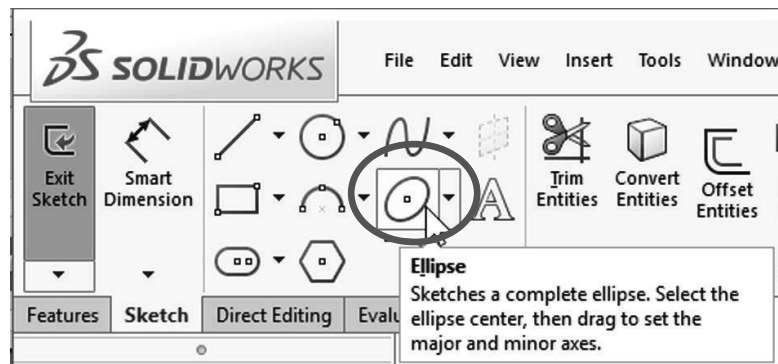 SOLIDWORKS
File Edit View Insert Tools Window
Exit Sketch
Smart Dimension
Trim Entities
Convert Entities
Offset Entities
A
Features Sketch Direct Editing Evalu
Ellipse
Sketches a complete ellipse. Select the
ellipse center, then drag to set the
major and minor axes.